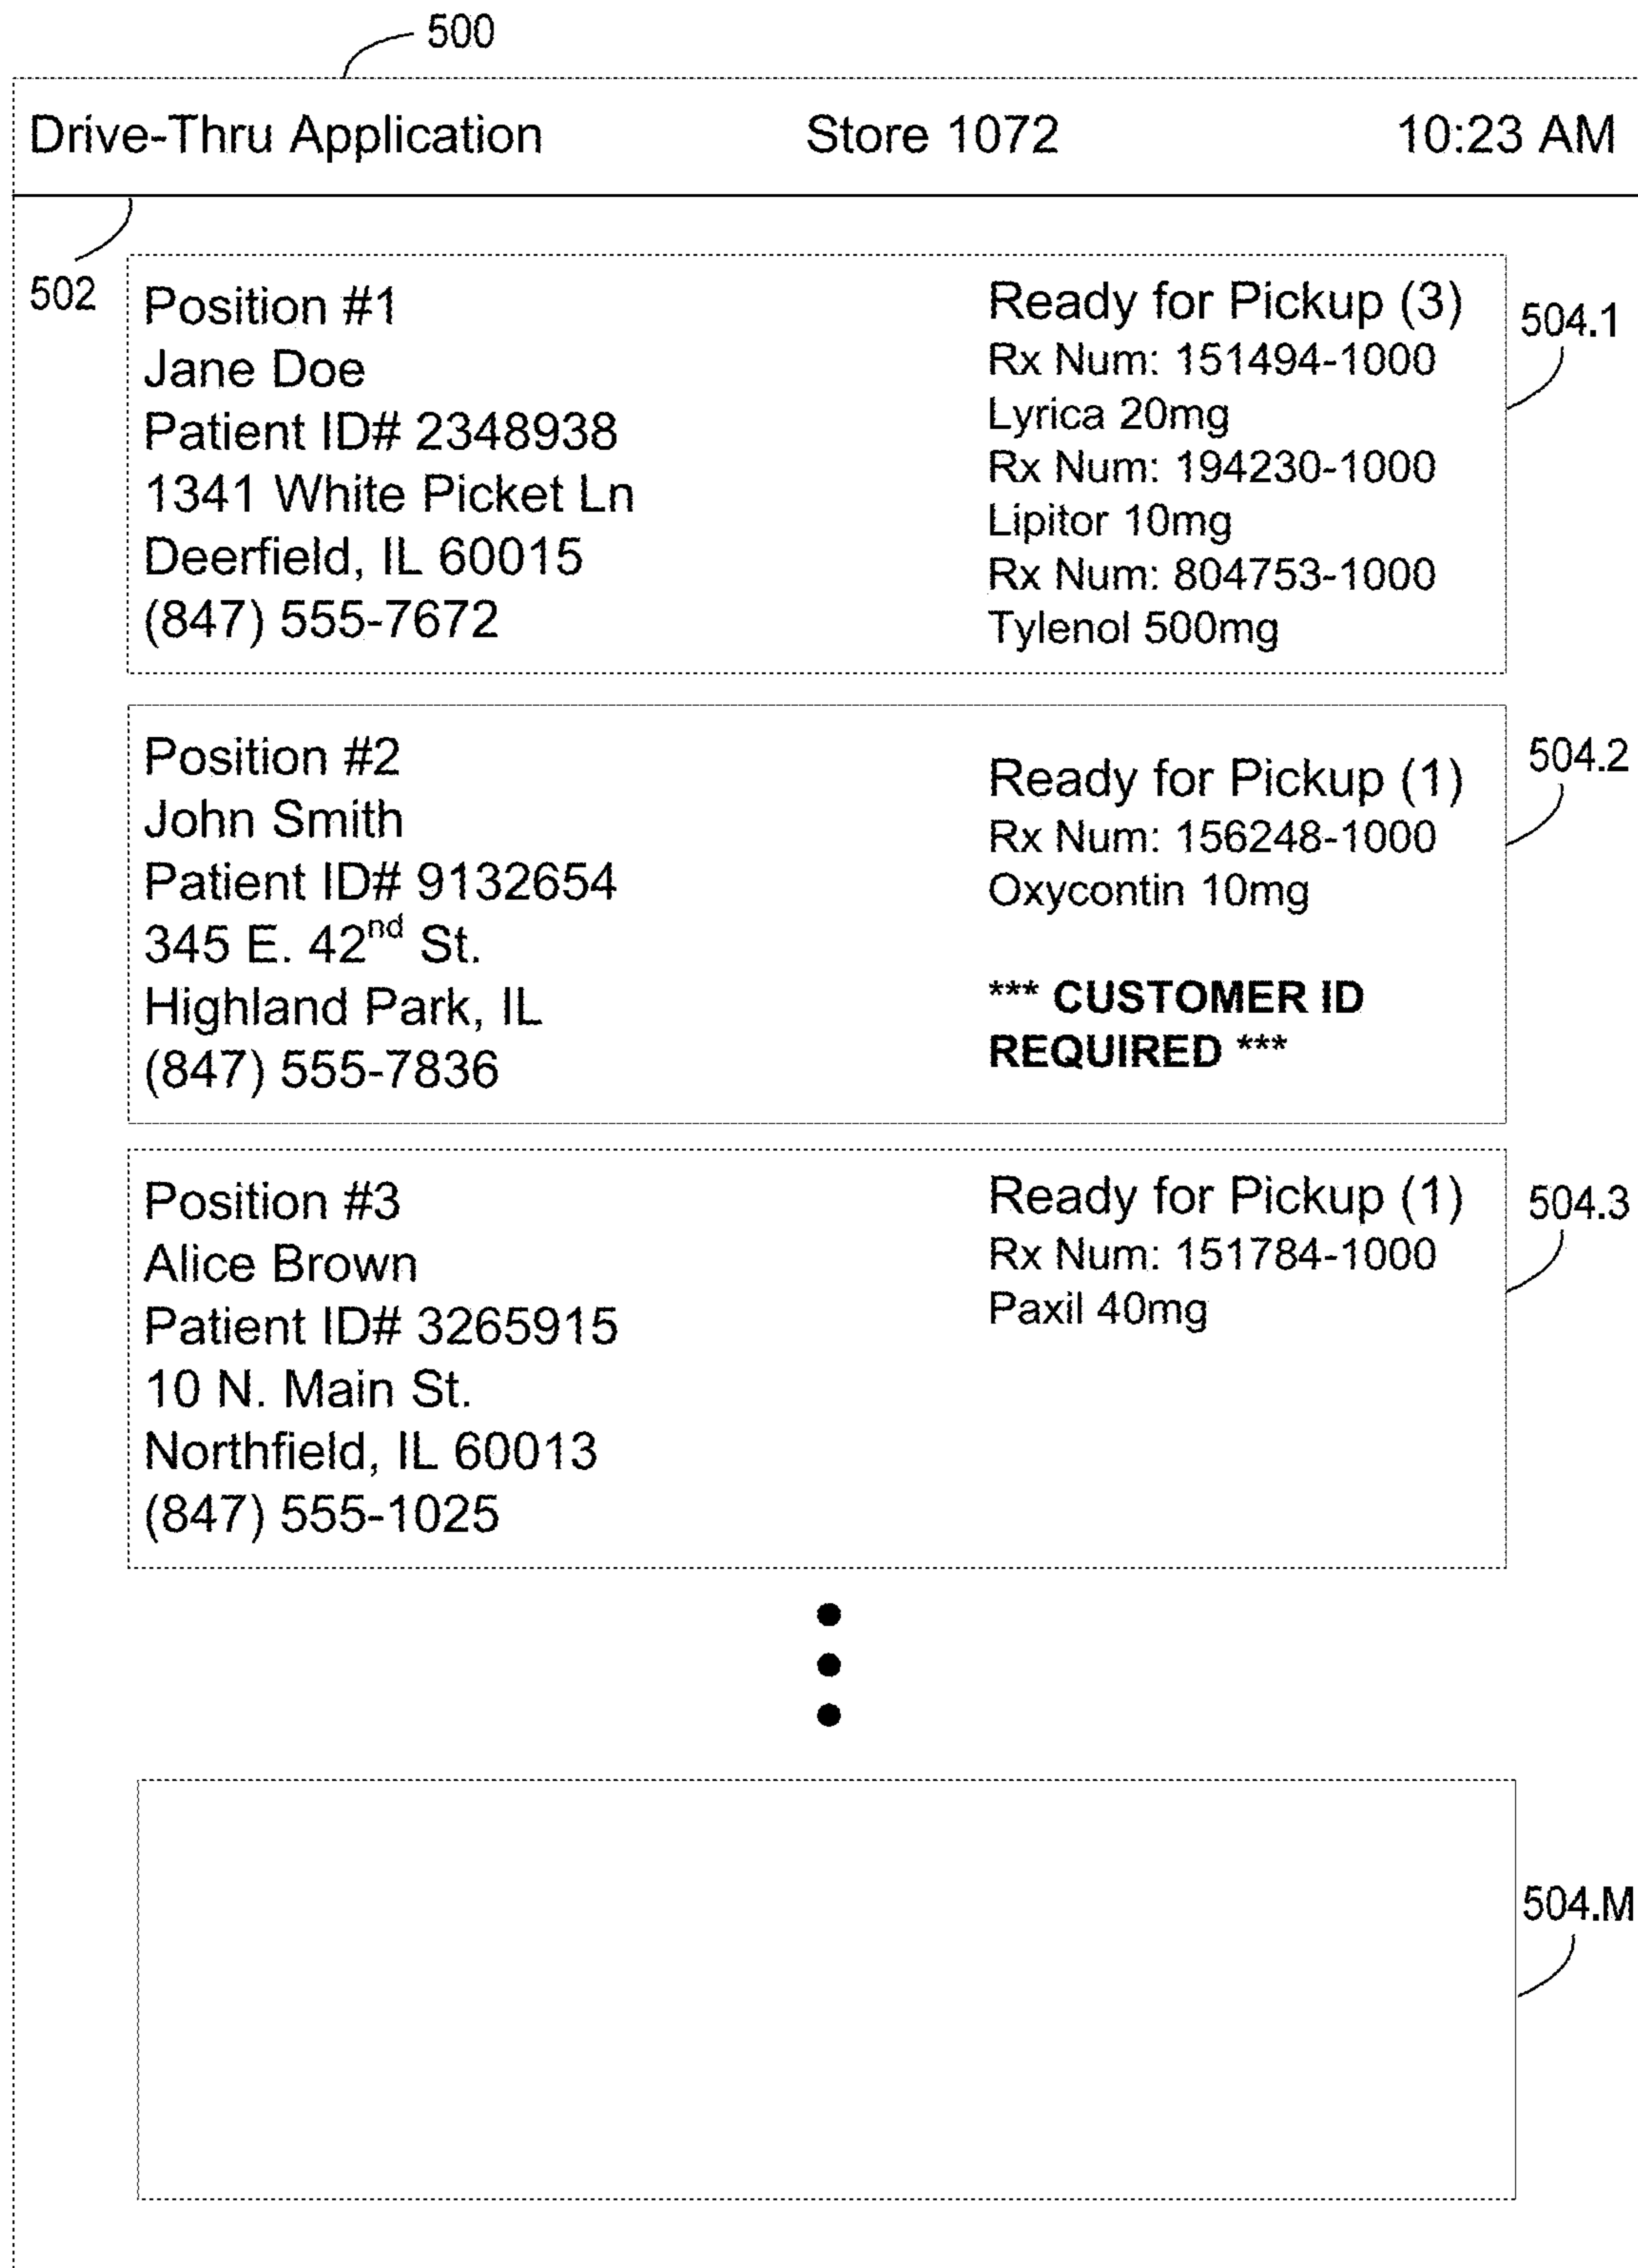 500
Drive-Thru Application Store 1072 10:23 AM
502
Position #1
Jane Doe
Patient ID# 2348938
1341 White Picket Ln
Deerfield, IL 60015
(847) 555-7672
Ready for Pickup (3)
Rx Num: 151494-1000
Lyrica 20mg
Rx Num: 194230-1000
Lipitor 10mg
Rx Num: 804753-1000
Tylenol 500mg
504.1
Position #2
John Smith
Patient ID# 9132654
345 E. 42nd St.
Highland Park, IL
(847) 555-7836
Ready for Pickup (1)
Rx Num: 156248-1000
Oxycontin 10mg
*** CUSTOMER ID
REQUIRED ***
504.2
Position #3
Alice Brown
Patient ID# 3265915
10 N. Main St.
Northfield, IL 60013
(847) 555-1025
Ready for Pickup (1)
Rx Num: 151784-1000
Paxil 40mg
504.3
504.M